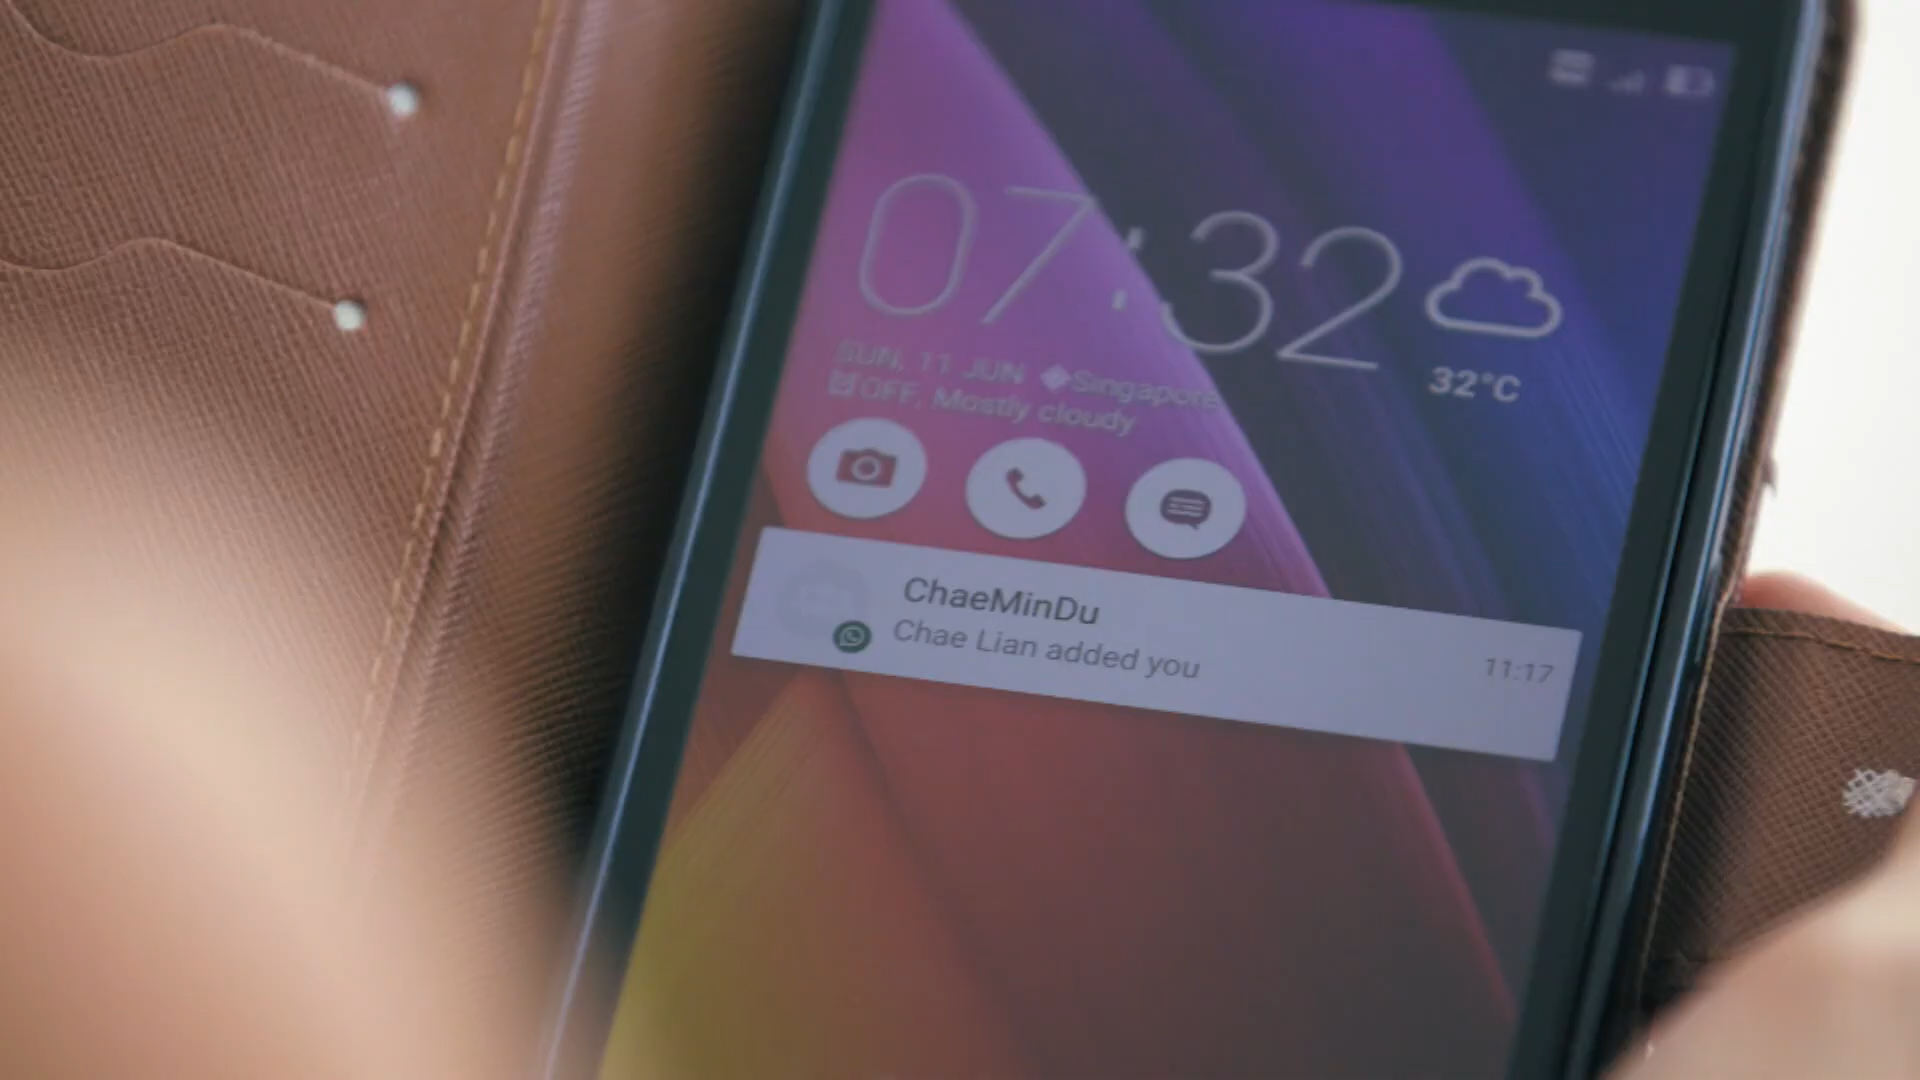 07:32
32°C
SUN, 11 JUN Singapore
OFF, Mostly cloudy
ChaeMinDu
Chae Lian added you
11:17